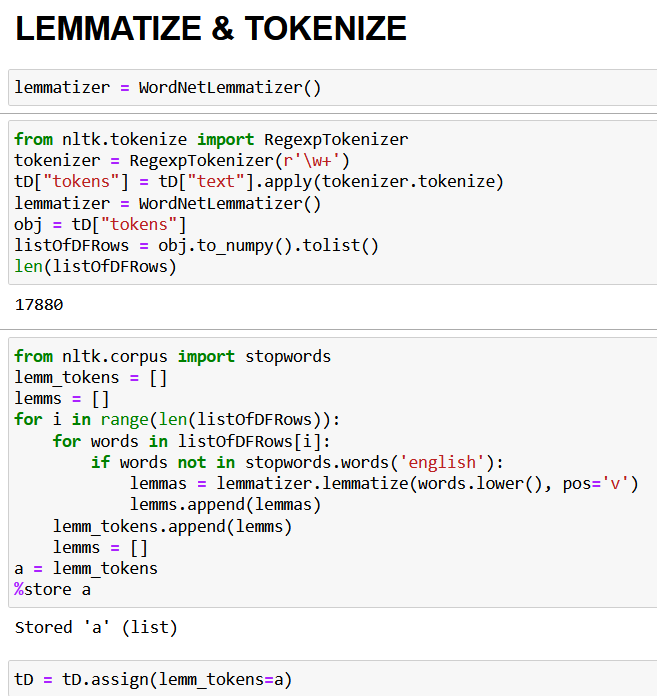 LEMMATIZE & TOKENIZE
lemmatizer = WordNetLemmatizer()
from nltk.tokenize import RegexpTokenizer
tokenizer = RegexpTokenizer(r'\w+')
tD["tokens"] = tD["text"].apply(tokenizer.tokenize)
lemmatizer = WordNetLemmatizer()
obj = tD["tokens"]
listOfDFRows = obj.to_numpy().tolist()
len(listOfDFRows)
17880
from nltk.corpus import stopwords
lemm_tokens = []
lemms = []
for i in range(len(listOfDFRows)):
    for words in listOfDFRows[i]:
        if words not in stopwords.words('english'):
            lemmas = lemmatizer.lemmatize(words.lower(), pos='v')
            lemms.append(lemmas)
    lemm_tokens.append(lemms)
    lemms = []
a = lemm_tokens
%store a
Stored 'a' (list)
tD = tD.assign(lemm_tokens=a)